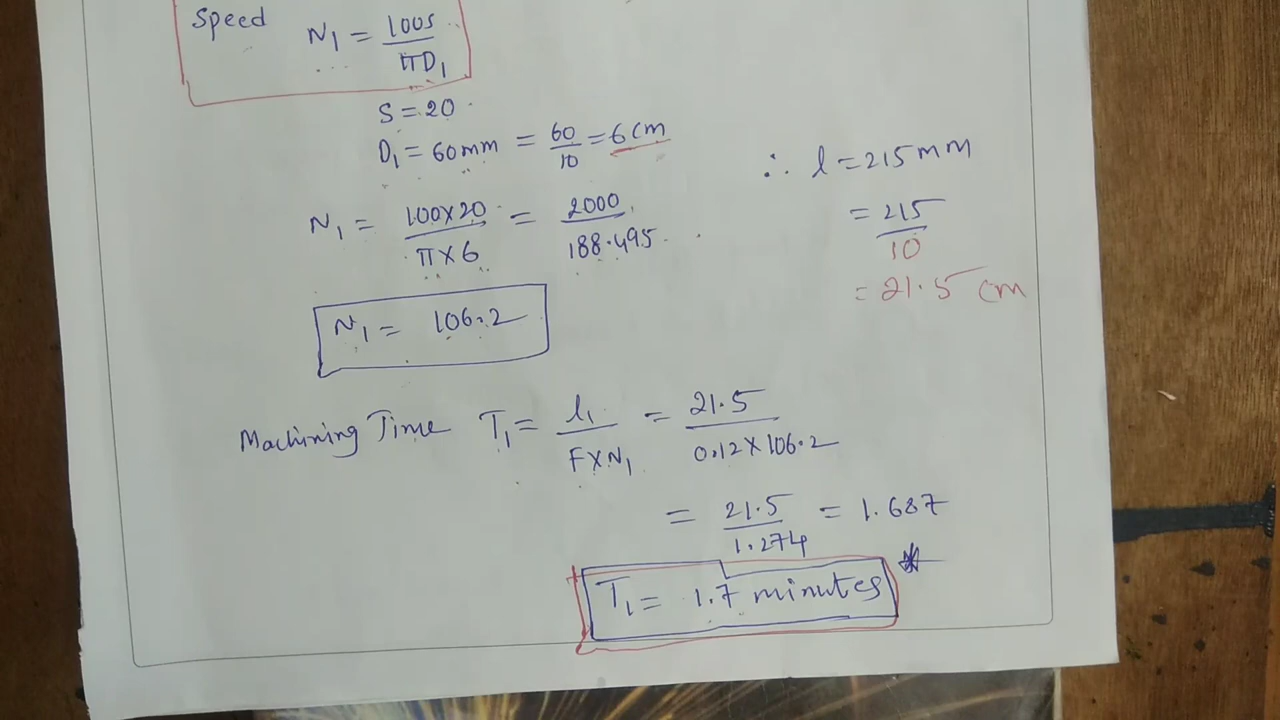 Speed N₁ = 100S / πD₁
S = 20
D₁ = 60mm = 60/10 = 6 cm
N₁ = 100×20 / π×6 = 2000 / 188.495
N₁ = 106.2
∴ l = 215 mm
= 215/10
= 21.5 cm
Machining Time T₁ = l₁ / F×N₁ = 21.5 / 0.12×106.2
= 21.5 / 1.274 = 1.687
T₁ = 1.7 minutes